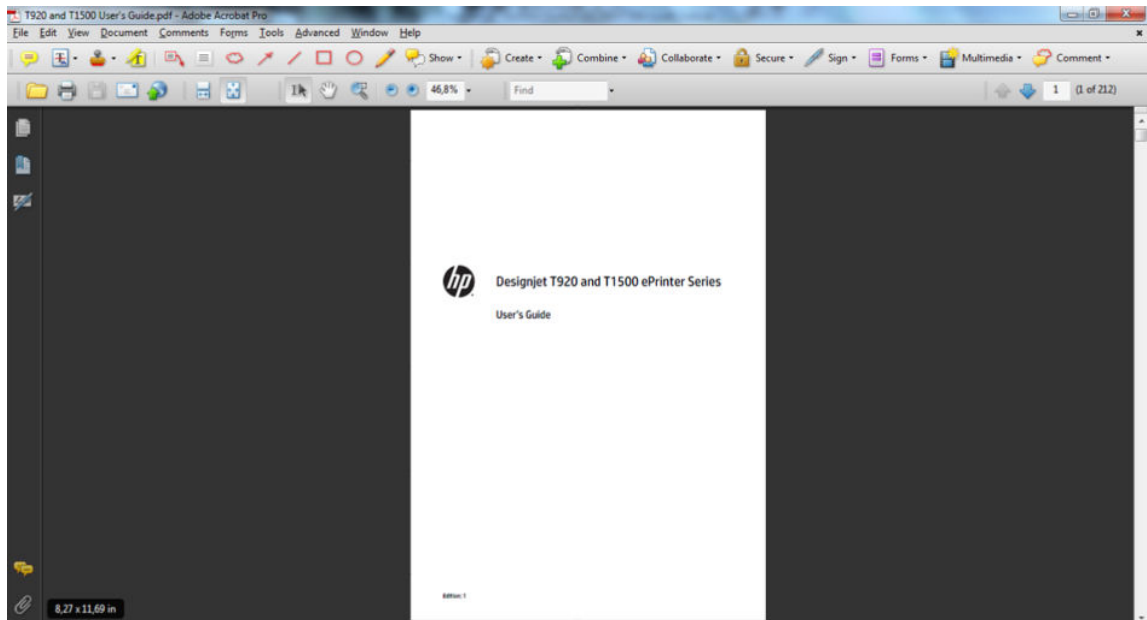 T920 and T1500 User's Guide.pdf - Adobe Acrobat Pro
File Edit View Document Comments Forms Tools Advanced Window Help
Show Create Combine Collaborate Secure Sign Forms Multimedia Comment
46,8% Find 1 (1 of 212)
hp
Designjet T920 and T1500 ePrinter Series
User's Guide
Edition: 1
8,27 x 11,69 in